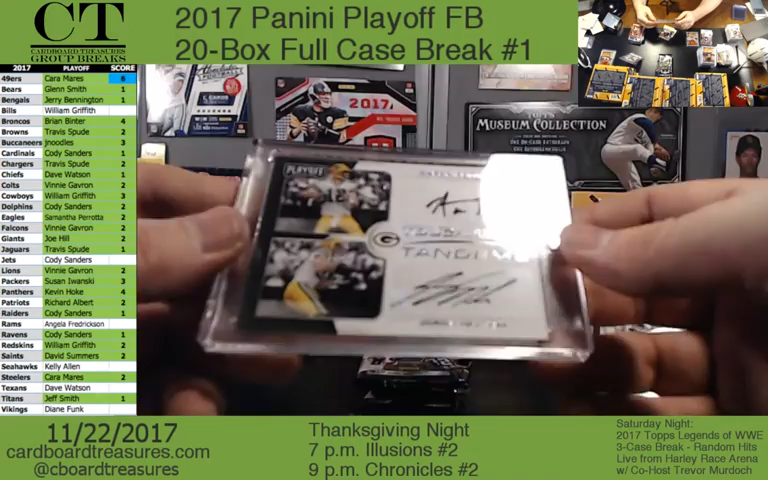 CT
CARDBOARD TREASURES
GROUP BREAKS
2017 Panini Playoff FB
20-Box Full Case Break #1
2017 PLAYOFF SCORE
49ers Cara Mares 6
Bears Glenn Smith 1
Bengals Jerry Bennington 1
Bills William Griffith
Broncos Brian Binter 4
Browns Travis Spude 2
Buccaneers Jnoodles 3
Cardinals Cody Sanders 1
Chargers Travis Spude 2
Chiefs Dave Watson 1
Colts Vinnie Gavron 2
Cowboys William Griffith 3
Dolphins Cody Sanders 2
Eagles Samantha Perrotta 2
Falcons Vinnie Gavron 2
Giants Joe Hill 2
Jaguars Travis Spude 1
Jets Cody Sanders
Lions Vinnie Gavron 2
Packers Susan Iwanski 3
Panthers Kevin Hoke 4
Patriots Richard Albert 2
Raiders Cody Sanders 1
Rams Angela Fredrickson
Ravens Cody Sanders 1
Redskins William Griffith 2
Saints David Summers 2
Seahawks Kelly Allen
Steelers Cara Mares 2
Texans Dave Watson
Titans Jeff Smith 1
Vikings Diane Funk
2017
MUSEUM COLLECTION
PLAYOFF
12
G
TANDEM
11/22/2017
cardboardtreasures.com
@cboardtreasures
Thanksgiving Night
7 p.m. Illusions #2
9 p.m. Chronicles #2
Saturday Night:
2017 Topps Legends of WWE
3-Case Break - Random Hits
Live from Harley Race Arena
w/ Co-Host Trevor Murdoch